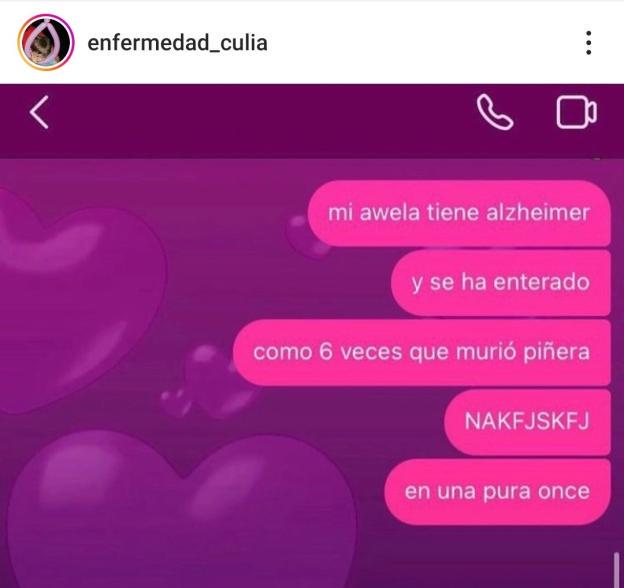 enfermedad_culia
mi awela tiene alzheimer
y se ha enterado
como 6 veces que murió piñera
NAKFJSKFJ
en una pura once